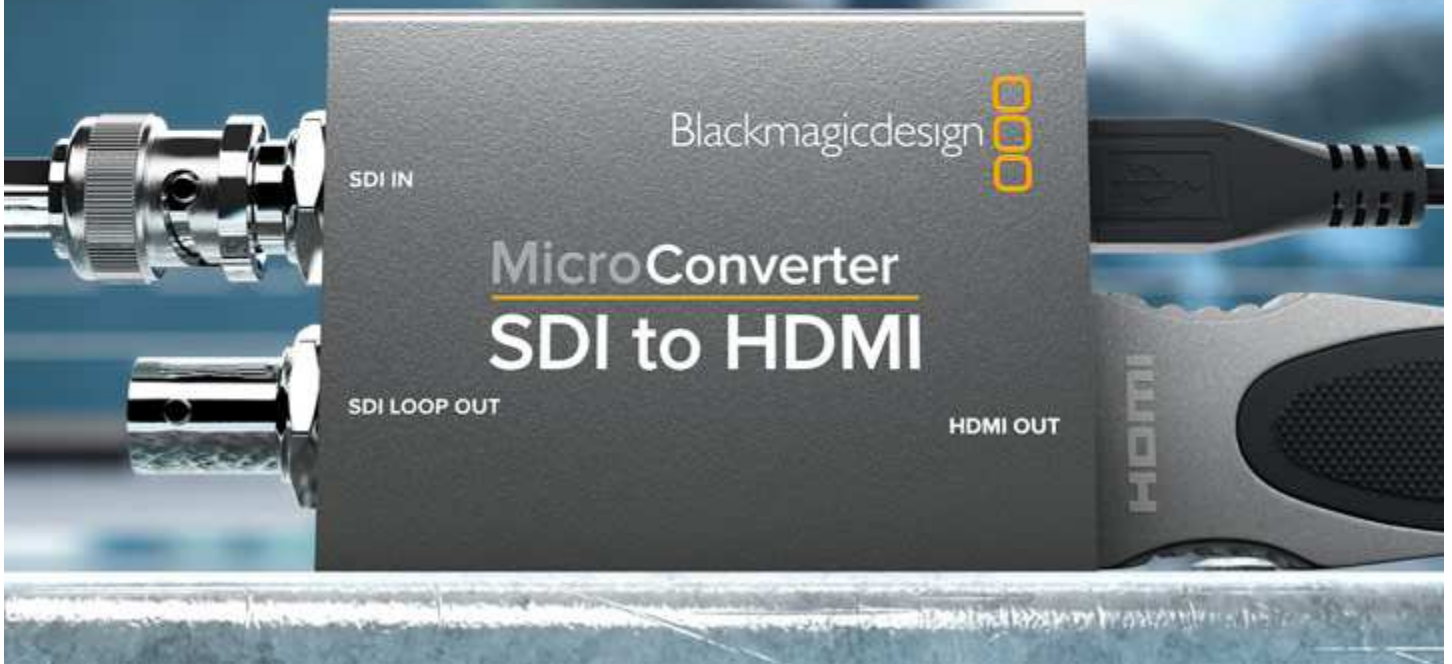 Blackmagicdesign
SDI IN
MicroConverter
SDI to HDMI
SDI LOOP OUT
HDMI OUT
HDMI